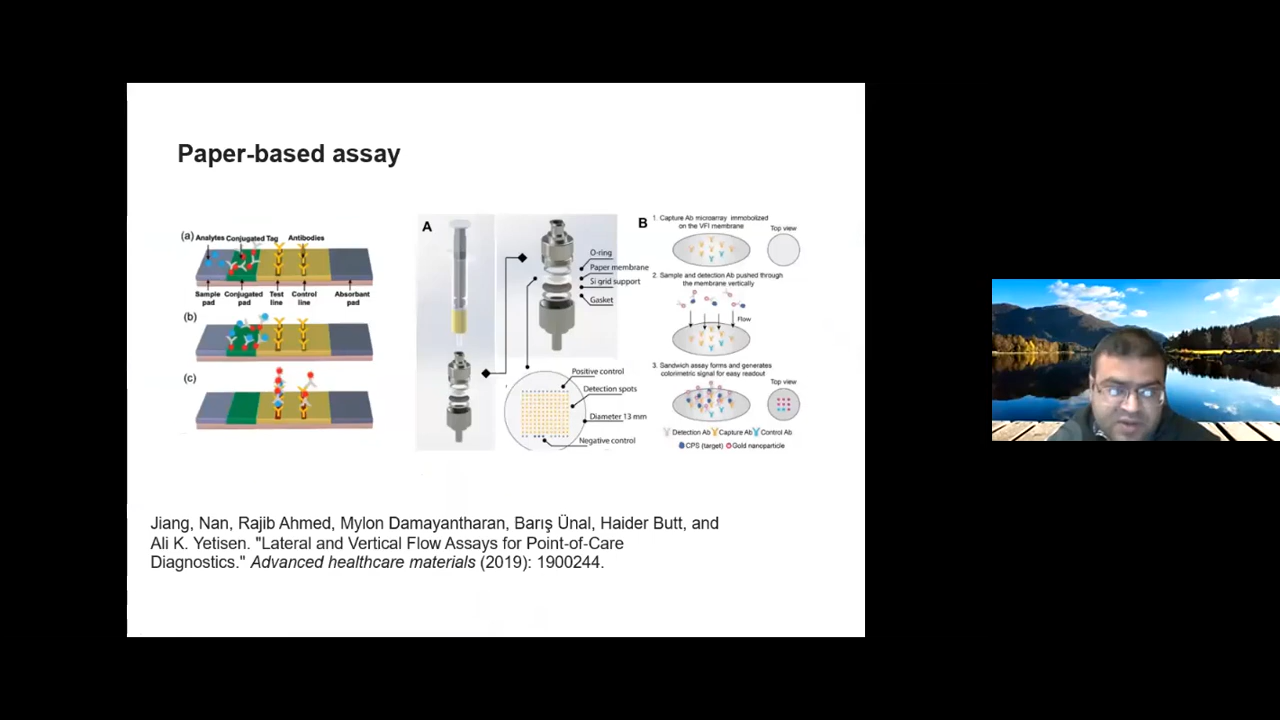 Paper-based assay
(a) Analytes Conjugated Tag Antibodies
Sample pad
Conjugated pad
Test line
Control line
Absorbant pad
(b)
(c)
A
O-ring
Paper membrane
Si grid support
Gasket
Positive control
Detection spots
Diameter 13 mm
Negative control
B
1. Capture Ab microarray immobolized
on the VFI membrane
Top view
2. Sample and detection Ab pushed through
the membrane vertically
Flow
3. Sandwich assay forms and generates
colorimetric signal for easy readout
Top view
Detection Ab Capture Ab Control Ab
CPS (target) Gold nanoparticle
Jiang, Nan, Rajib Ahmed, Mylon Damayantharan, Barış Ünal, Haider Butt, and
Ali K. Yetisen. "Lateral and Vertical Flow Assays for Point-of-Care
Diagnostics." Advanced healthcare materials (2019): 1900244.